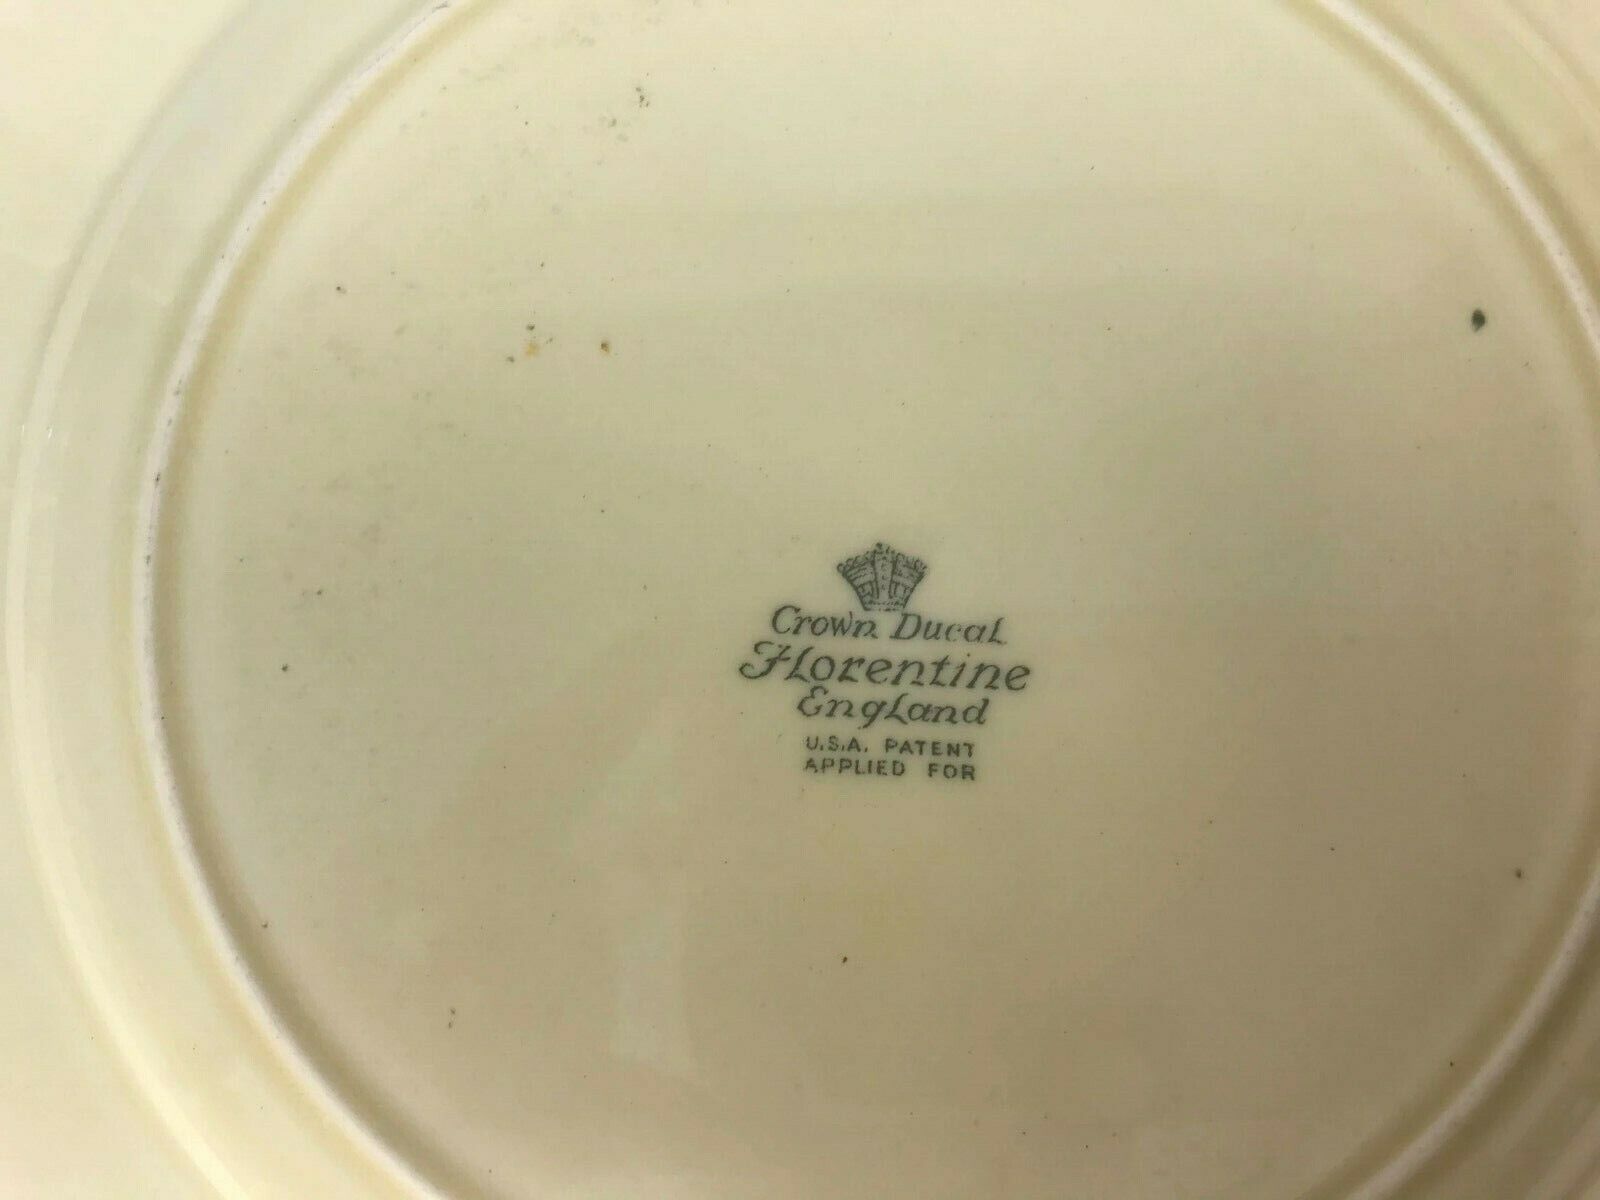 Crown Ducal
Florentine
England
U.S.A. PATENT
APPLIED FOR